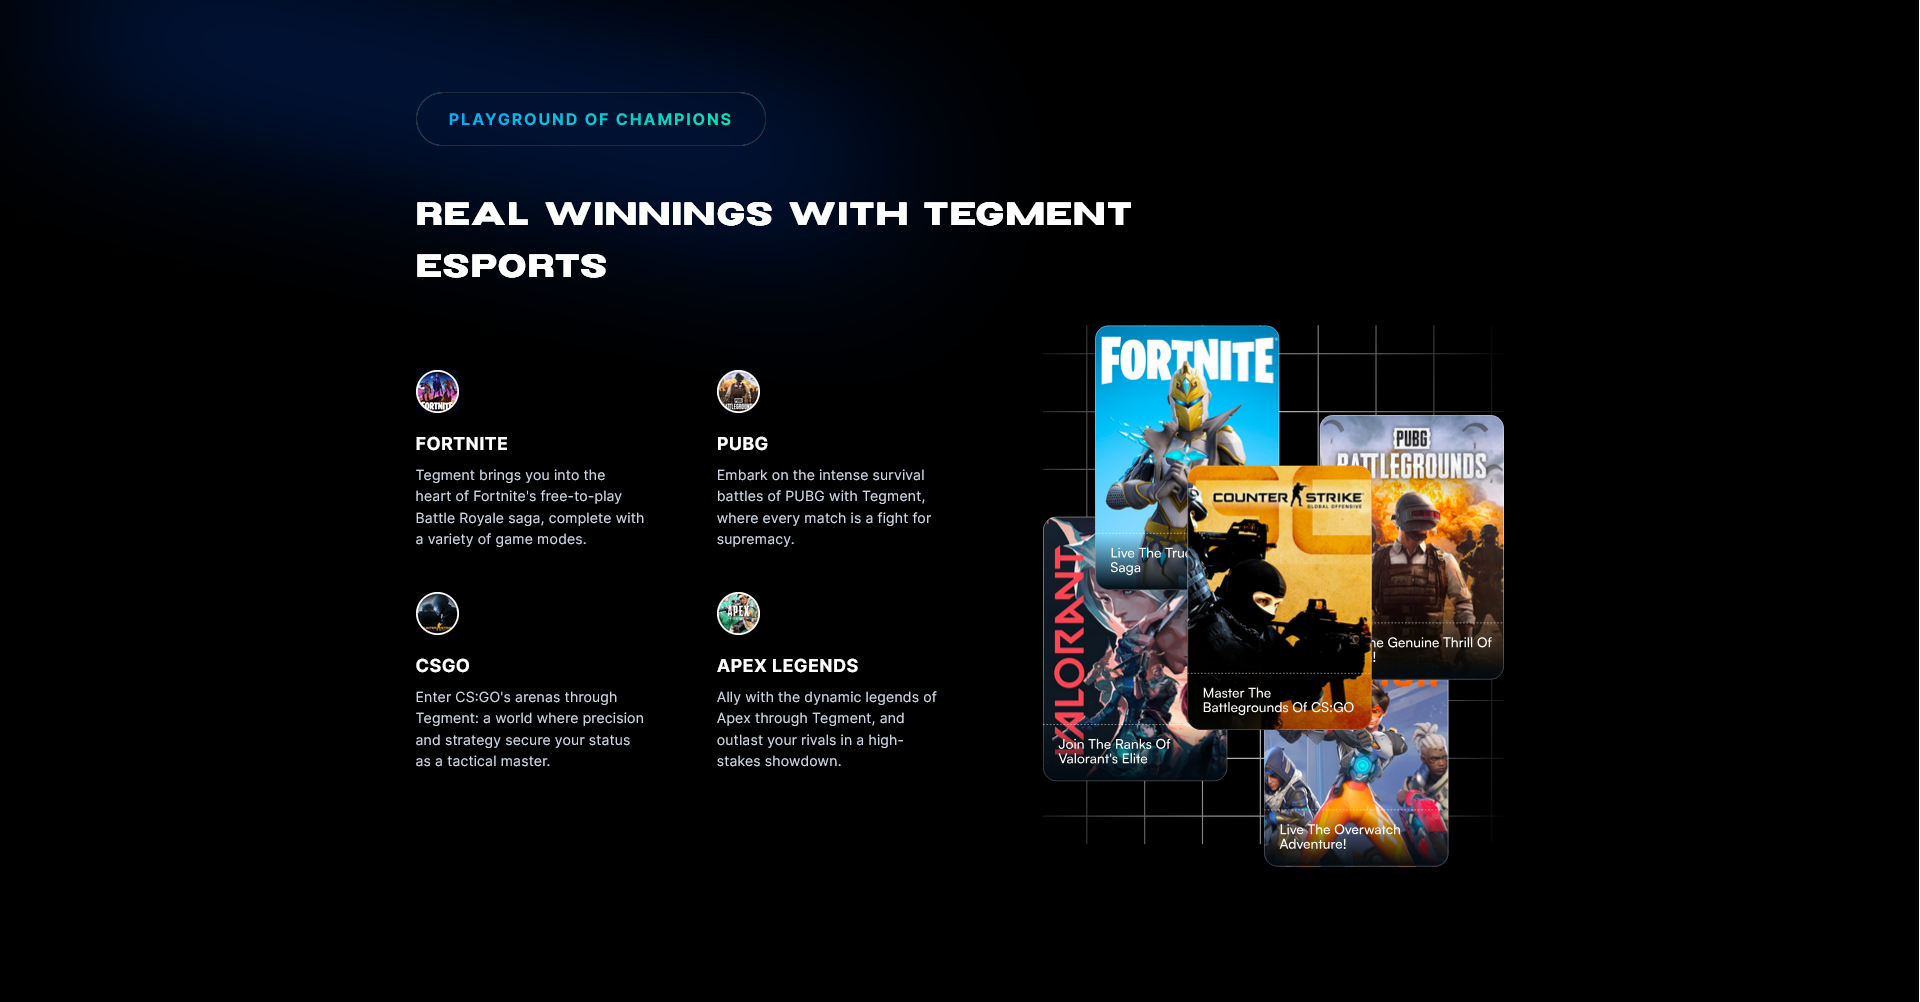 PLAYGROUND OF CHAMPIONS
REAL WINNINGS WITH TEGMENT
ESPORTS
FORTNITE
FORTNITE
Tegment brings you into the
heart of Fortnite's free-to-play
Battle Royale saga, complete with
a variety of game modes.
PUBG
Embark on the intense survival
battles of PUBG with Tegment,
where every match is a fight for
supremacy.
CSGO
Enter CS:GO's arenas through
Tegment: a world where precision
and strategy secure your status
as a tactical master.
APEX
APEX LEGENDS
Ally with the dynamic legends of
Apex through Tegment, and
outlast your rivals in a high-
stakes showdown.
FORTNITE
Live The True
Saga
PUBG
BATTLEGROUNDS
Genuine Thrill Of
COUNTER STRIKE
GLOBAL OFFENSIVE
Master The
Battlegrounds Of CS:GO
VALORANT
Join The Ranks Of
Valorant's Elite
Live The Overwatch
Adventure!